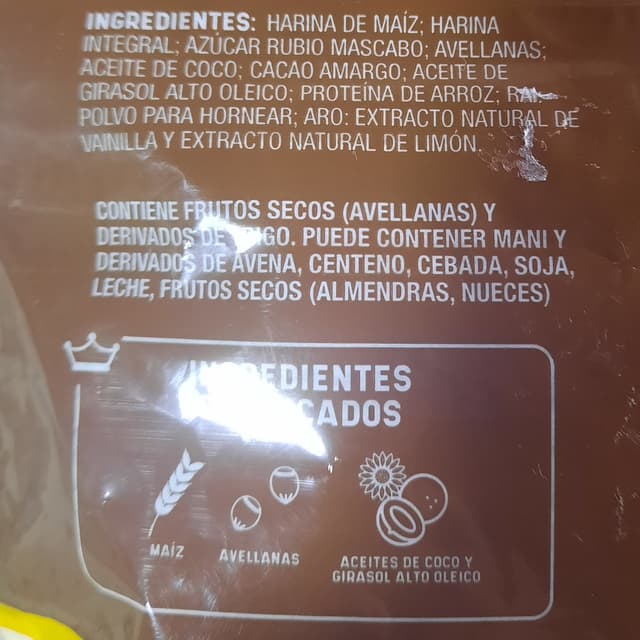 INGREDIENTES: HARINA DE MAÍZ; HARINA
INTEGRAL; AZÚCAR RUBIO MASCABO; AVELLANAS;
ACEITE DE COCO; CACAO AMARGO; ACEITE DE
GIRASOL ALTO OLEICO; PROTEÍNA DE ARROZ;
POLVO PARA HORNEAR; ARO: EXTRACTO NATURAL DE
VAINILLA Y EXTRACTO NATURAL DE LIMÓN.
CONTIENE FRUTOS SECOS (AVELLANAS) Y
DERIVADOS DE TRIGO. PUEDE CONTENER MANI Y
DERIVADOS DE AVENA, CENTENO, CEBADA, SOJA,
LECHE, FRUTOS SECOS (ALMENDRAS, NUECES)
INGREDIENTES
MAÍZ
AVELLANAS
ACEITES DE COCO Y
GIRASOL ALTO OLEICO